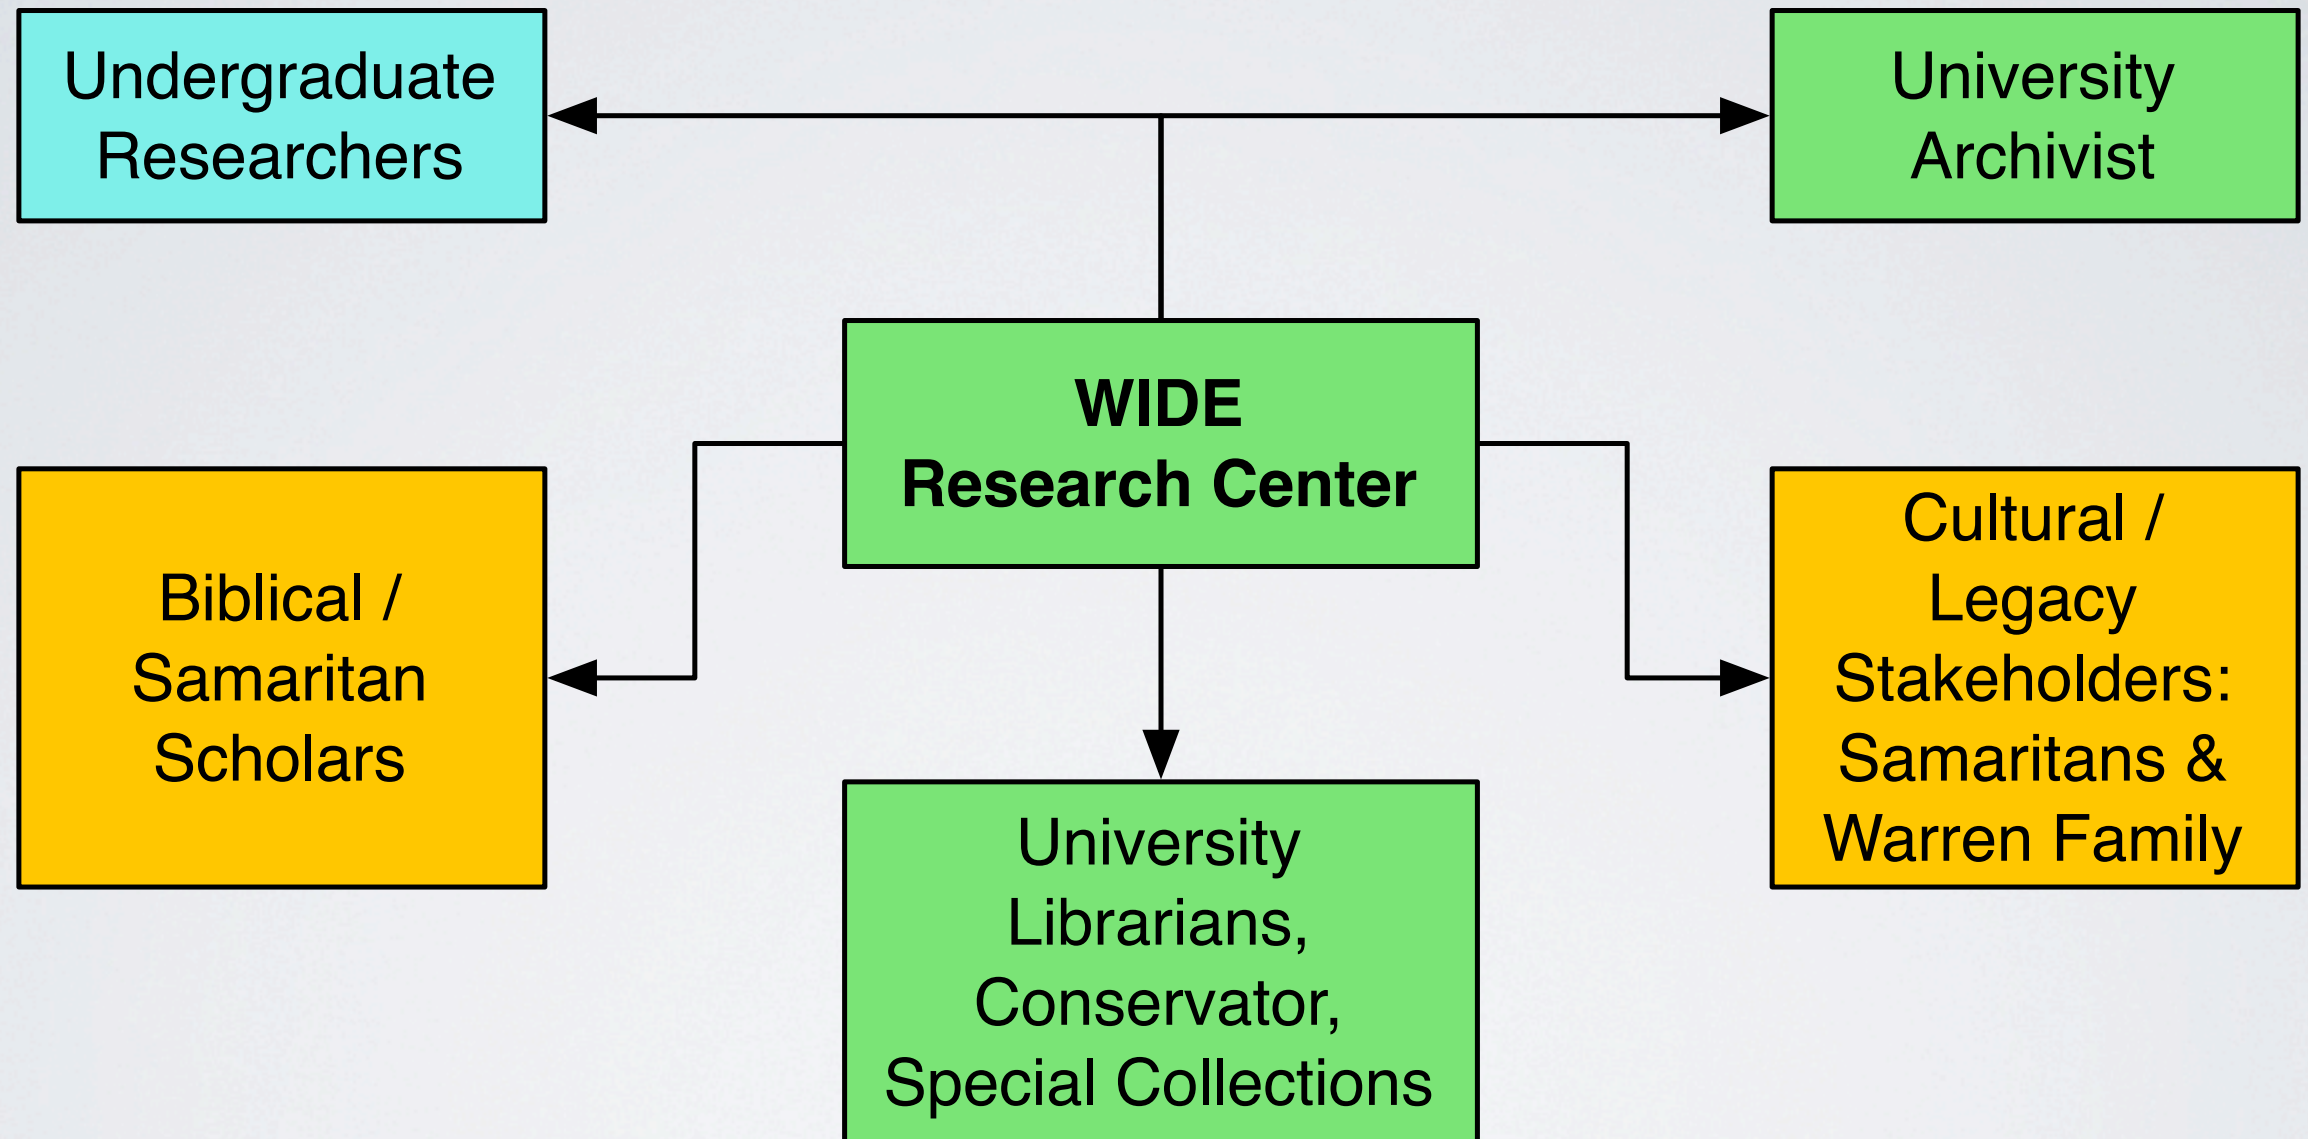 Undergraduate
Researchers
University
Archivist
WIDE
Research Center
Biblical /
Samaritan
Scholars
Cultural /
Legacy
Stakeholders:
Samaritans &
Warren Family
University
Librarians,
Conservator,
Special Collections